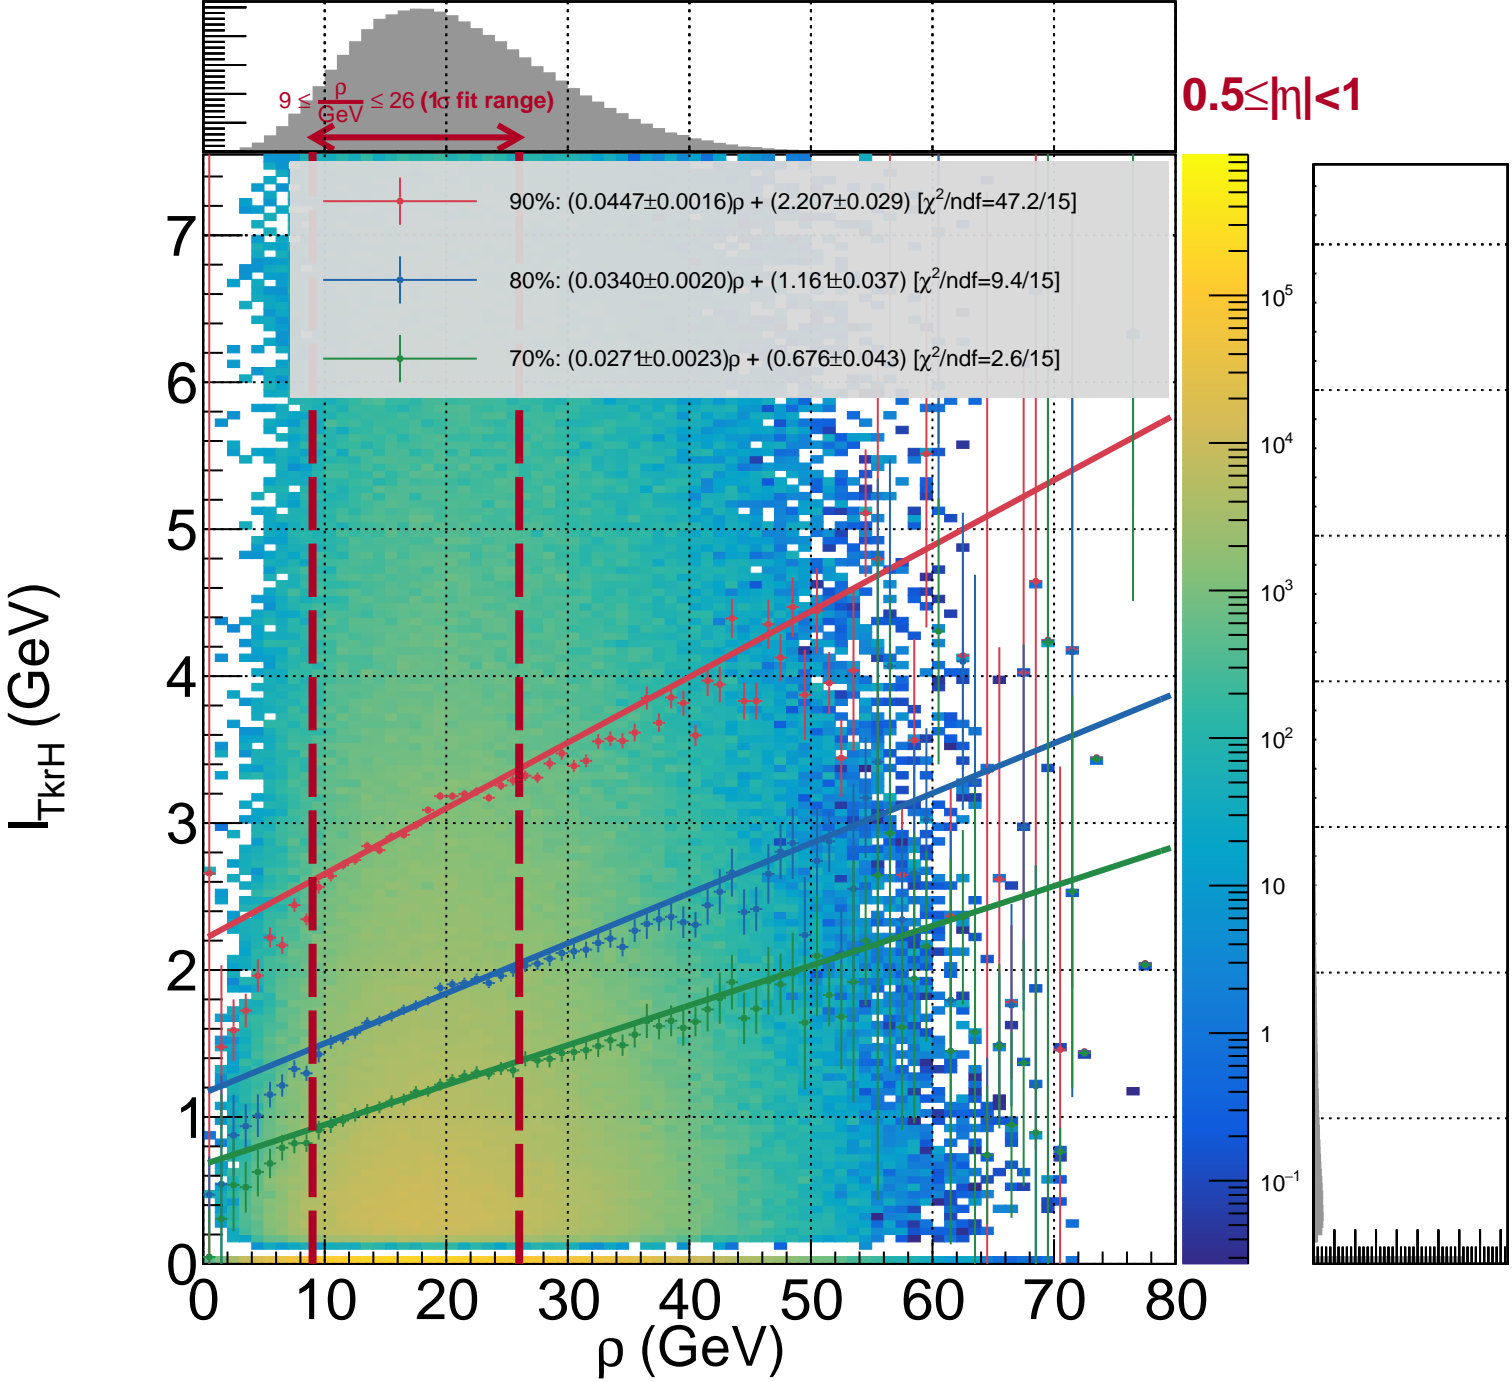 9 ≤ ρ/GeV ≤ 26 (1σ fit range)
0.5≤|η|<1
90%: (0.0447±0.0016)ρ + (2.207±0.029) [χ²/ndf=47.2/15]
80%: (0.0340±0.0020)ρ + (1.161±0.037) [χ²/ndf=9.4/15]
70%: (0.0271±0.0023)ρ + (0.676±0.043) [χ²/ndf=2.6/15]
7
6
5
4
3
2
1
0
I_TkrH (GeV)
0 10 20 30 40 50 60 70 80
ρ (GeV)
10⁵
10⁴
10³
10²
10
1
10⁻¹